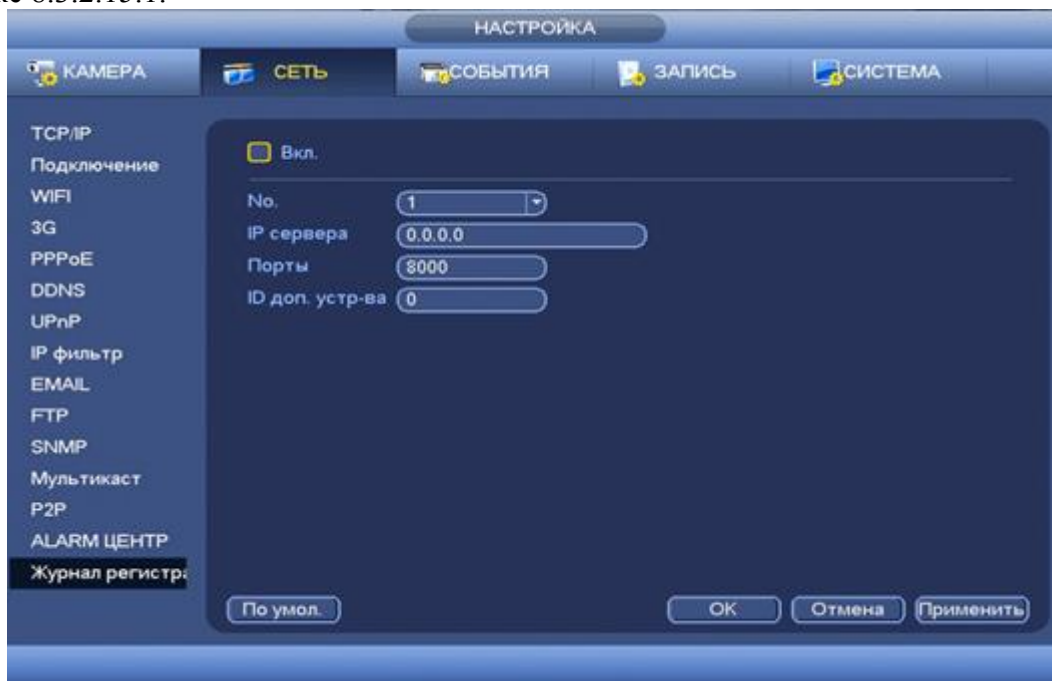 НАСТРОЙКА
КАМЕРА СЕТЬ СОБЫТИЯ ЗАПИСЬ СИСТЕМА
TCP/IP
Подключение
WIFI
3G
PPPoE
DDNS
UPnP
IP фильтр
EMAIL
FTP
SNMP
Мультикаст
P2P
ALARM ЦЕНТР
Журнал регистра
Вкл.
No. 1
IP сервера 0.0.0.0
Порты 8000
ID доп. устр-ва 0
По умол. OK Отмена Применить